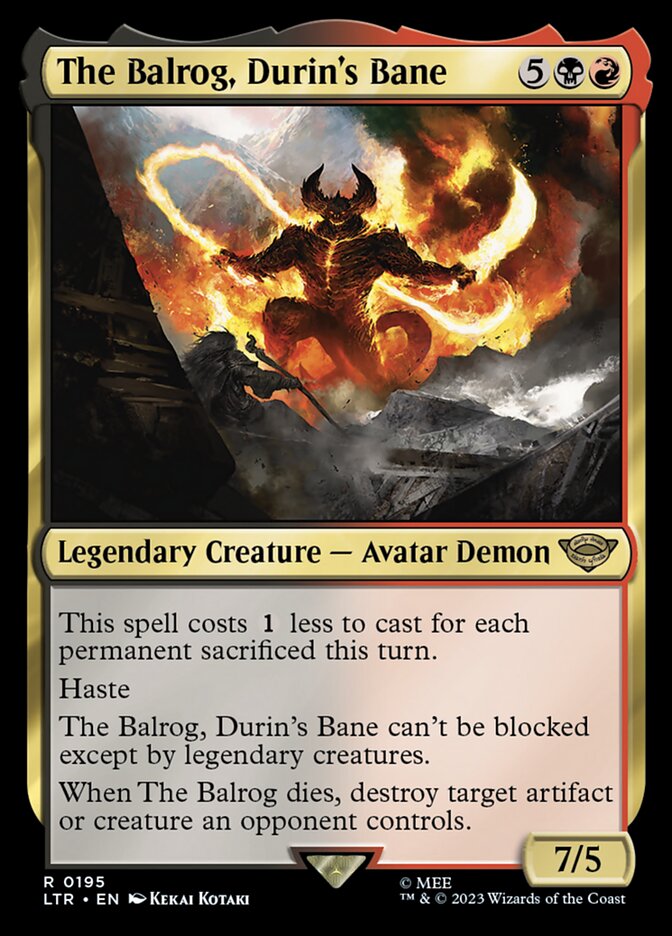 The Balrog, Durin's Bane 5
Legendary Creature — Avatar Demon
This spell costs 1 less to cast for each
permanent sacrificed this turn.
Haste
The Balrog, Durin's Bane can't be blocked
except by legendary creatures.
When The Balrog dies, destroy target artifact
or creature an opponent controls.
7/5
R 0195
LTR • EN Kekai Kotaki
© MEE
™ & © 2023 Wizards of the Coast